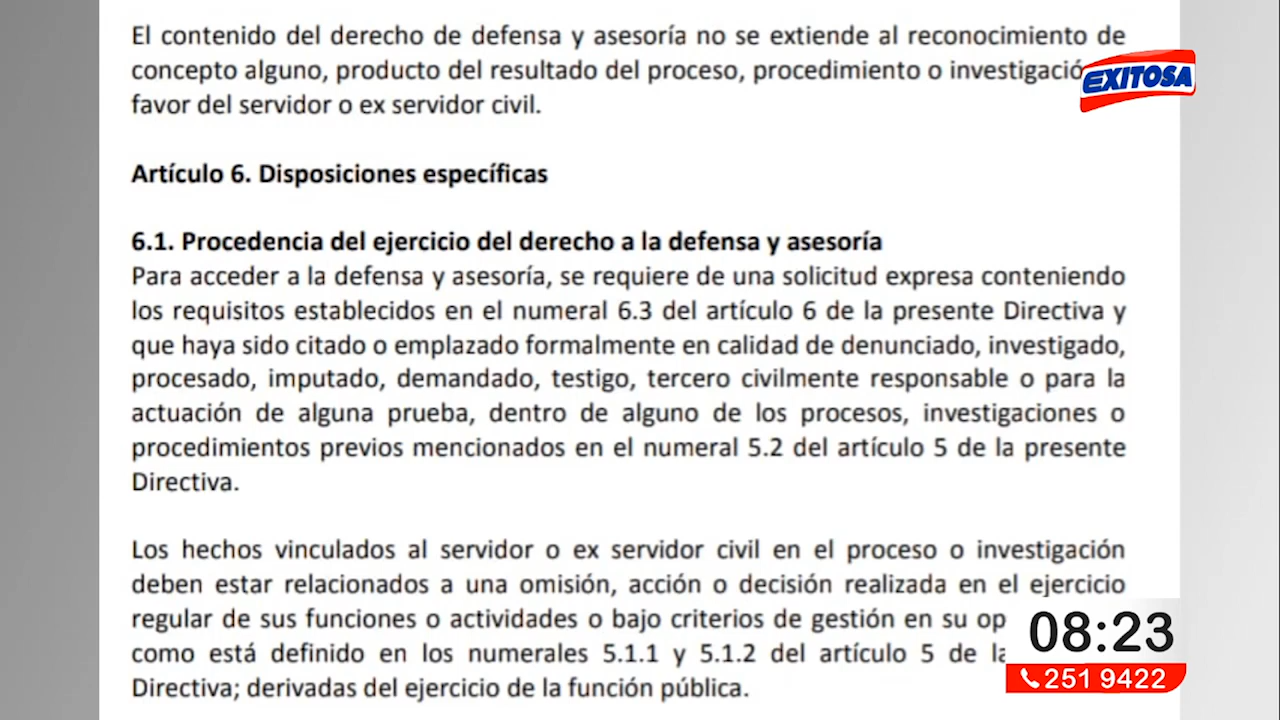 El contenido del derecho de defensa y asesoría no se extiende al reconocimiento de
concepto alguno, producto del resultado del proceso, procedimiento o
favor del servidor o ex servidor civil.
EXITOSA
Artículo 6. Disposiciones específicas
6.1. Procedencia del ejercicio del derecho a la defensa y asesoría
Para acceder a la defensa y asesoría, se requiere de una solicitud expresa conteniendo
los requisitos establecidos en el numeral 6.3 del artículo 6 de la presente Directiva y
que haya sido citado o emplazado formalmente en calidad de denunciado, investigado,
procesado, imputado, demandado, testigo, tercero civilmente responsable o para la
actuación de alguna prueba, dentro de alguno de los procesos, investigaciones o
procedimientos previos mencionados en el numeral 5.2 del artículo 5 de la presente
Directiva.
Los hechos vinculados al servidor o ex servidor civil en el proceso o investigación
deben estar relacionados a una omisión, acción o decisión realizada en el ejercicio
regular de sus funciones o actividades o bajo criterios de gestión en su
como está definido en los numerales 5.1.1 y 5.1.2 del artículo 5 de
Directiva; derivadas del ejercicio de la función pública.
08:23
251 9422